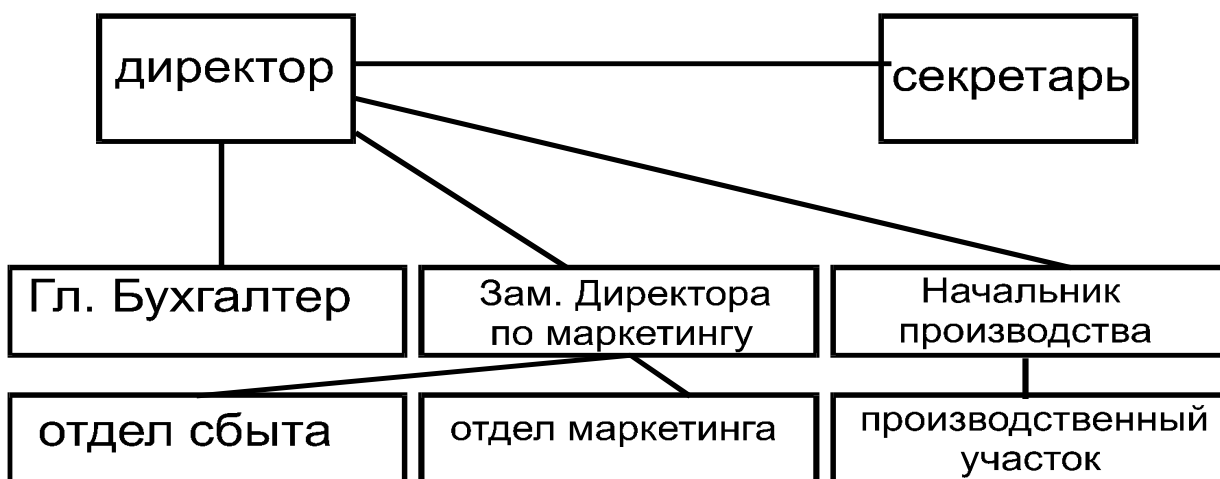 директор
секретарь
Гл. Бухгалтер
Зам. Директора
по маркетингу
Начальник
производства
отдел сбыта
отдел маркетинга
производственный
участок